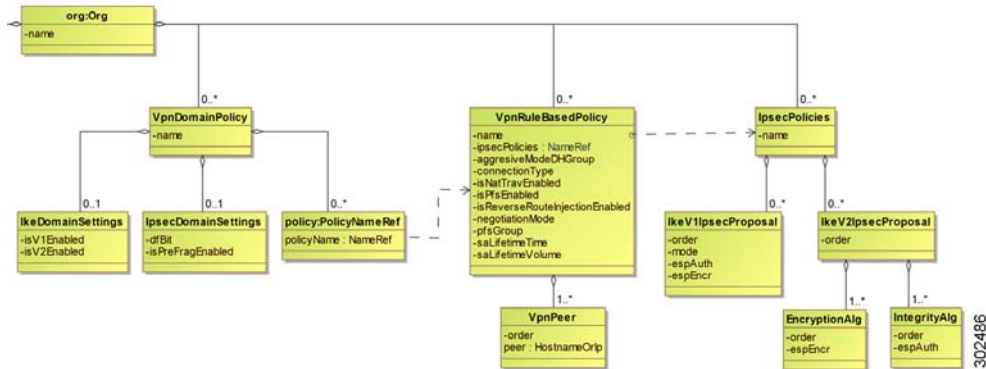 org:Org
-name
0..*
0..*
0..*
VpnDomainPolicy
-name
VpnRuleBasedPolicy
-name
-ipsecPolicies : NameRef
-aggresiveModeDHGroup
-connectionType
-isNatTravEnabled
-isPfsEnabled
-isReverseRouteInjectionEnabled
-negotiationMode
-pfsGroup
-saLifetimeTime
-saLifetimeVolume
IpsecPolicies
-name
0..1
0..1
0..*
0..*
0..*
IkeDomainSettings
-isV1Enabled
-isV2Enabled
IpsecDomainSettings
-dfBit
-isPreFragEnabled
policy:PolicyNameRef
policyName : NameRef
IkeV1IpsecProposal
-order
-mode
-espAuth
-espEncr
IkeV2IpsecProposal
-order
1..*
1..*
1..*
VpnPeer
-order
peer : HostnameOrIp
EncryptionAlg
-order
-espEncr
IntegrityAlg
-order
-espAuth
302486